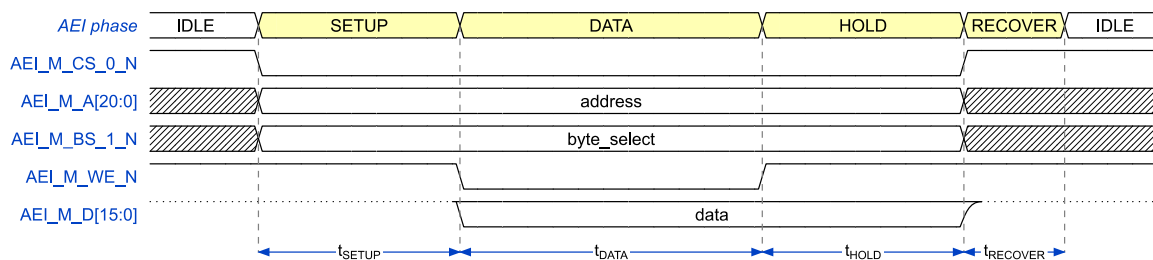 AEI phase IDLE SETUP DATA HOLD RECOVER IDLE
AEI_M_CS_0_N
AEI_M_A[20:0] address
AEI_M_BS_1_N byte_select
AEI_M_WE_N
AEI_M_D[15:0] data
tSETUP tDATA tHOLD tRECOVER